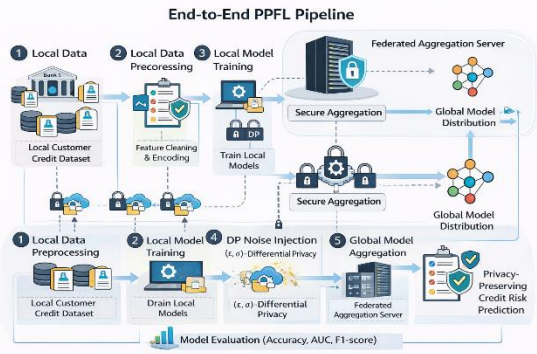 End-to-End PPFL Pipeline
1 Local Data
2 Local Data
Precoressing
3 Local Model
Training
Federated Aggregation Server
Bank 1
Local Customer
Credit Dataset
Feature Cleaning
& Encoding
DP
Train Local
Models
Secure Aggregation
Global Model
Distribution
Secure Aggregation
Global Model
Distribution
1 Local Data
Preprocessing
2 Local Model
Training
4 DP Noise Injection
(ε, σ)-Differential Privacy
5 Global Model
Aggregation
Local Customer
Credit Dataset
Drain Local
Models
(ε, σ)-Differential
Privacy
Federated
Aggregation Server
Privacy-
Preserving
Credit Risk
Prediction
Model Evaluation (Accuracy, AUC, F1-score)